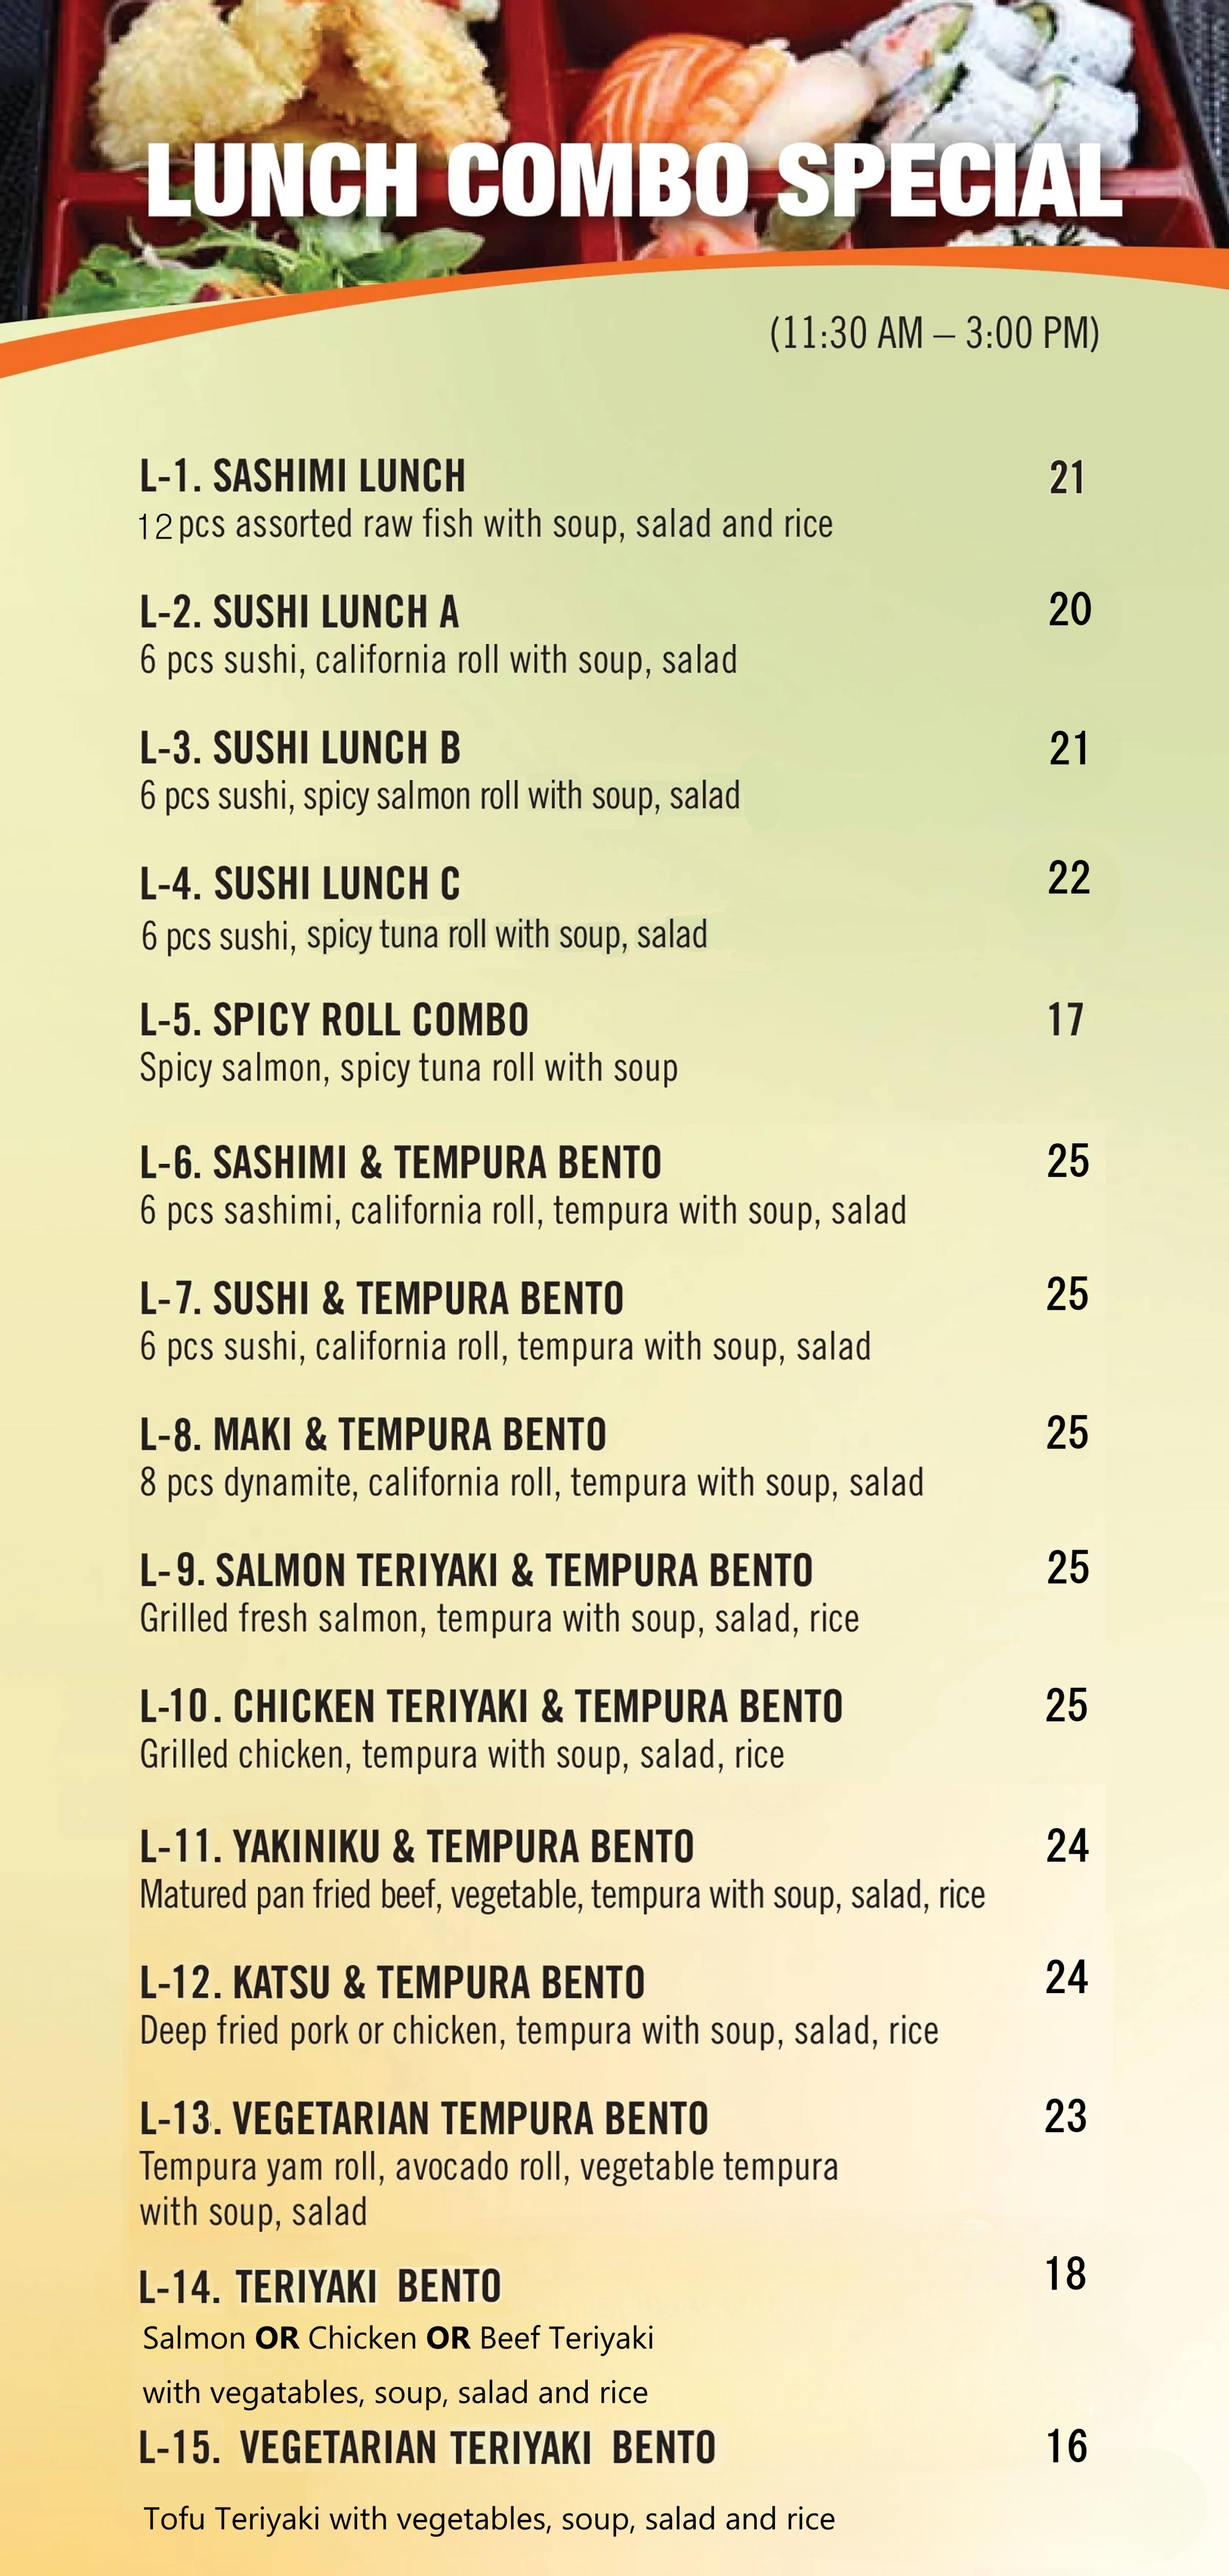 LUNCH COMBO SPECIAL
(11:30 AM – 3:00 PM)
L-1. SASHIMI LUNCH 21
12 pcs assorted raw fish with soup, salad and rice
L-2. SUSHI LUNCH A 20
6 pcs sushi, california roll with soup, salad
L-3. SUSHI LUNCH B 21
6 pcs sushi, spicy salmon roll with soup, salad
L-4. SUSHI LUNCH C 22
6 pcs sushi, spicy tuna roll with soup, salad
L-5. SPICY ROLL COMBO 17
Spicy salmon, spicy tuna roll with soup
L-6. SASHIMI & TEMPURA BENTO 25
6 pcs sashimi, california roll, tempura with soup, salad
L-7. SUSHI & TEMPURA BENTO 25
6 pcs sushi, california roll, tempura with soup, salad
L-8. MAKI & TEMPURA BENTO 25
8 pcs dynamite, california roll, tempura with soup, salad
L-9. SALMON TERIYAKI & TEMPURA BENTO 25
Grilled fresh salmon, tempura with soup, salad, rice
L-10. CHICKEN TERIYAKI & TEMPURA BENTO 25
Grilled chicken, tempura with soup, salad, rice
L-11. YAKINIKU & TEMPURA BENTO 24
Matured pan fried beef, vegetable, tempura with soup, salad, rice
L-12. KATSU & TEMPURA BENTO 24
Deep fried pork or chicken, tempura with soup, salad, rice
L-13. VEGETARIAN TEMPURA BENTO 23
Tempura yam roll, avocado roll, vegetable tempura
with soup, salad
L-14. TERIYAKI BENTO 18
Salmon OR Chicken OR Beef Teriyaki
with vegatables, soup, salad and rice
L-15. VEGETARIAN TERIYAKI BENTO 16
Tofu Teriyaki with vegetables, soup, salad and rice